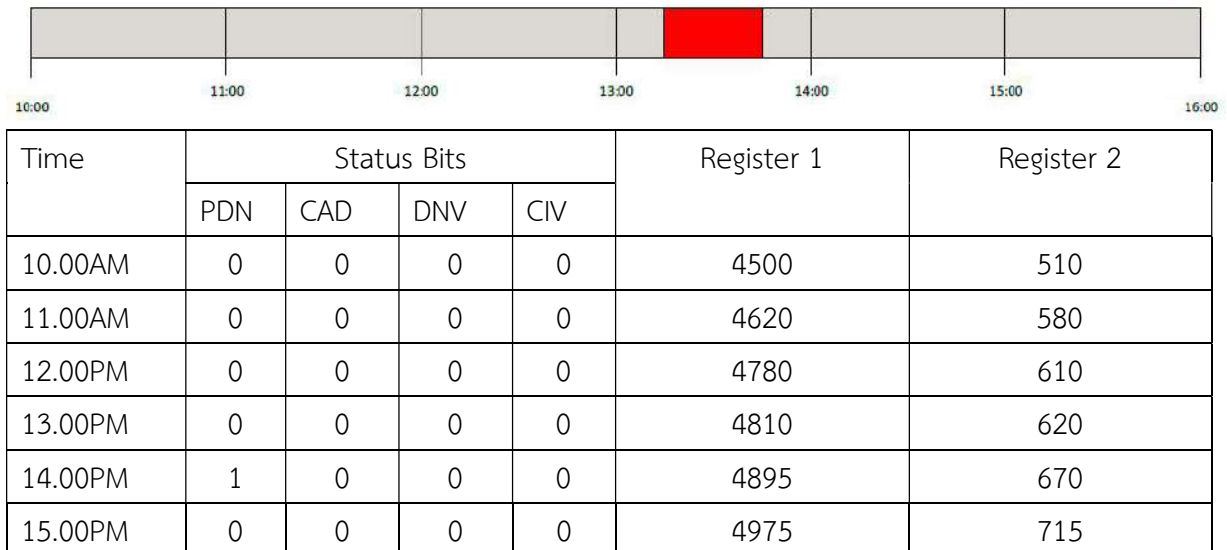 10:00 11:00 12:00 13:00 14:00 15:00 16:00
Time Status Bits Register 1 Register 2
PDN CAD DNV CIV
10.00AM 0 0 0 0 4500 510
11.00AM 0 0 0 0 4620 580
12.00PM 0 0 0 0 4780 610
13.00PM 0 0 0 0 4810 620
14.00PM 1 0 0 0 4895 670
15.00PM 0 0 0 0 4975 715